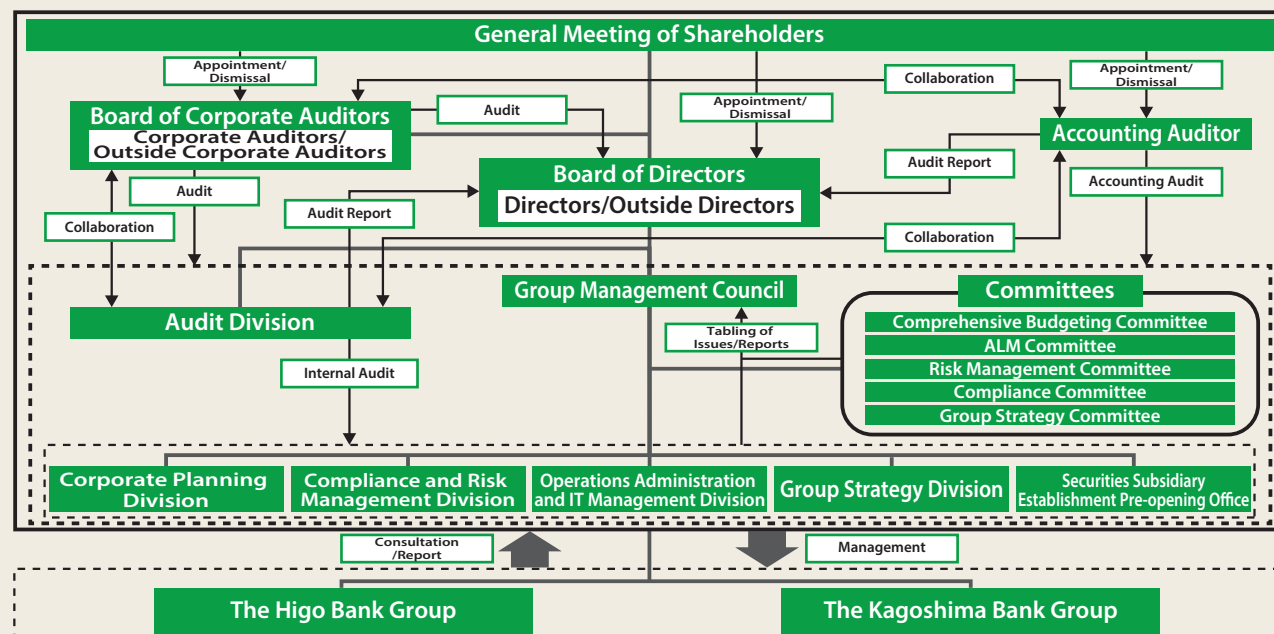 General Meeting of Shareholders
Appointment/
Dismissal
Collaboration
Appointment/
Dismissal
Appointment/
Dismissal
Board of Corporate Auditors
Corporate Auditors/
Outside Corporate Auditors
Audit
Accounting Auditor
Board of Directors
Directors/Outside Directors
Audit Report
Accounting Audit
Audit
Audit Report
Collaboration
Collaboration
Group Management Council
Committees
Comprehensive Budgeting Committee
ALM Committee
Risk Management Committee
Compliance Committee
Group Strategy Committee
Audit Division
Tabling of
Issues/Reports
Internal Audit
Corporate Planning
Division
Compliance and Risk
Management Division
Operations Administration
and IT Management Division
Group Strategy Division
Securities Subsidiary
Establishment Pre-opening Office
Consultation
/Report
Management
The Higo Bank Group
The Kagoshima Bank Group